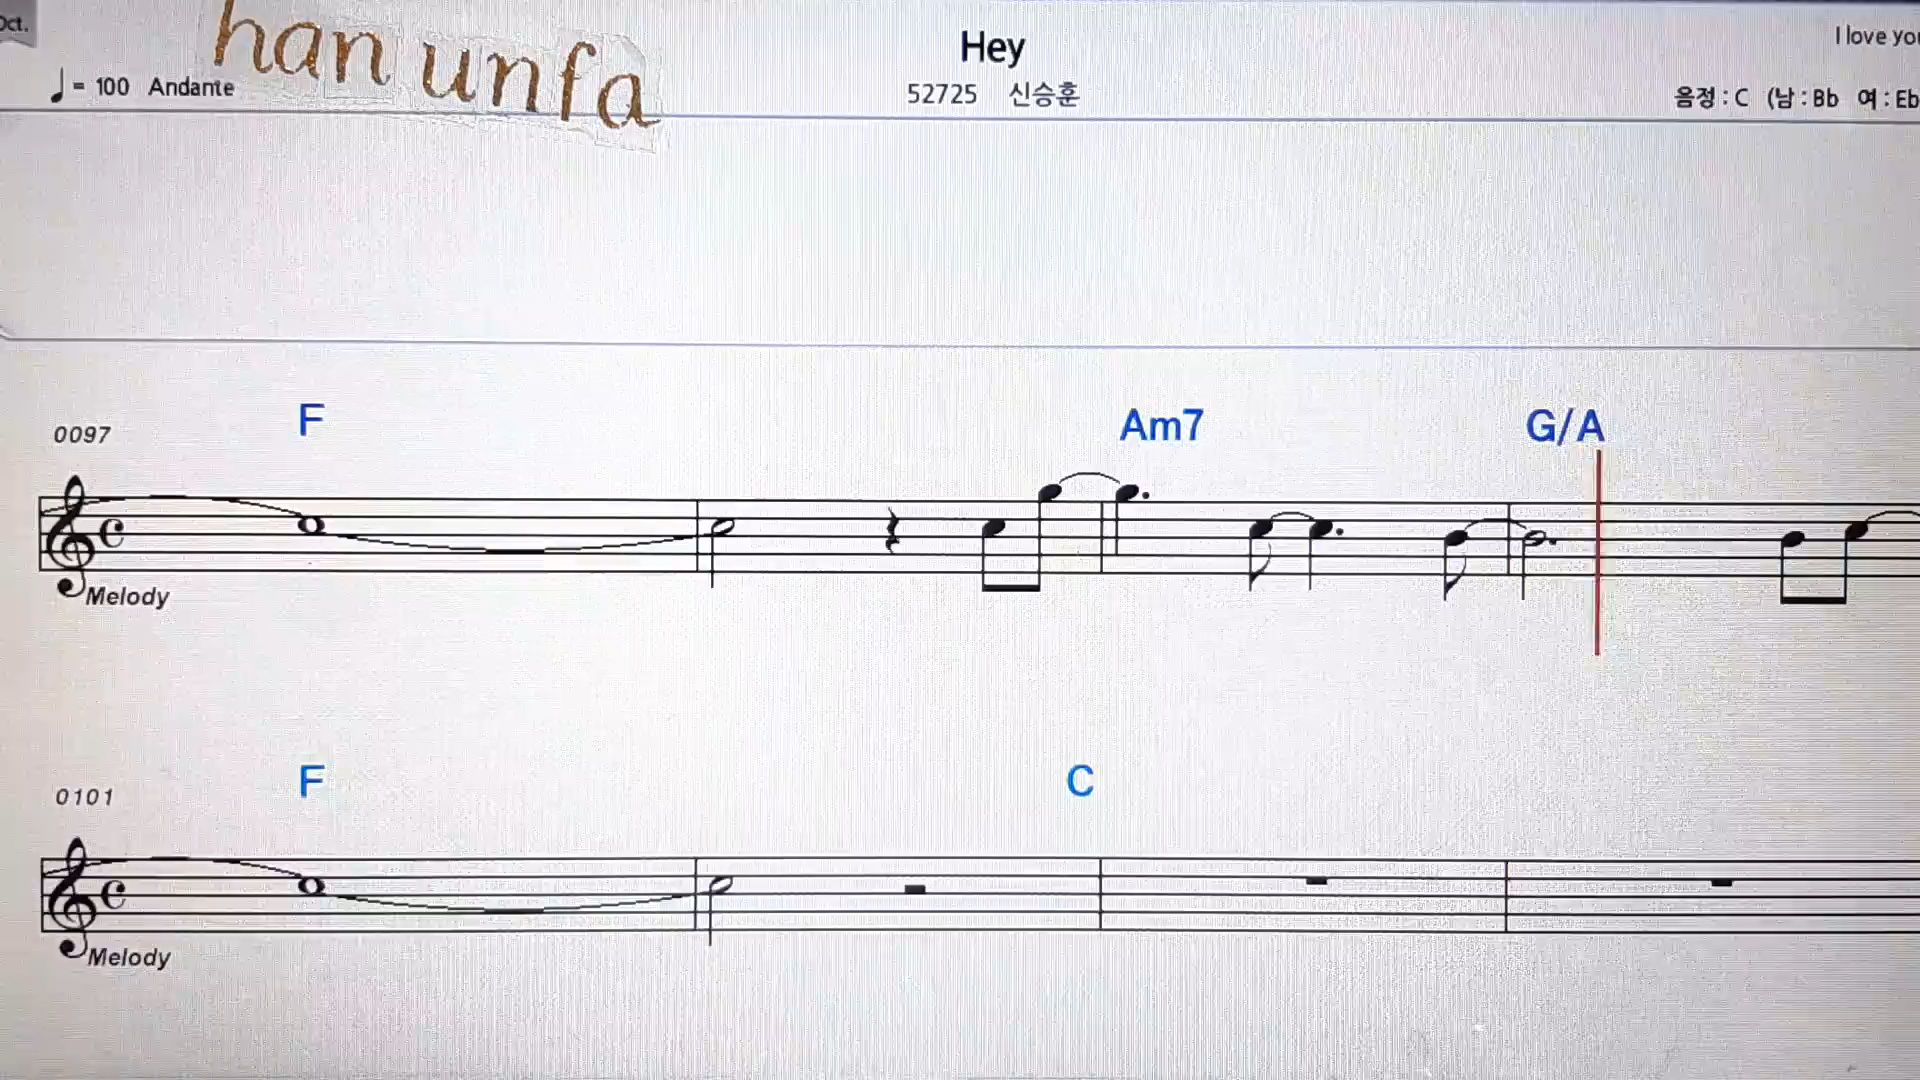 Oct.
han unfa
Hey
I love you
♩ = 100 Andante
52725 신승훈
음정 : C (남 : Bb 여 : Eb
F Am7 G/A
0097
Melody
F C
0101
Melody